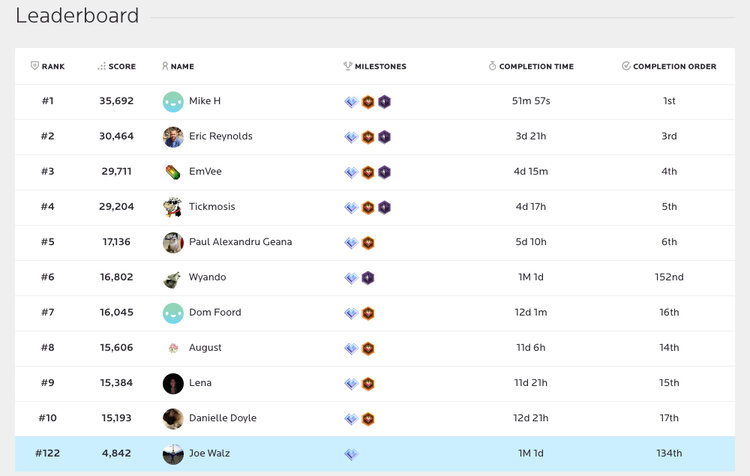 Leaderboard
RANK SCORE NAME MILESTONES COMPLETION TIME COMPLETION ORDER
#1 35,692 Mike H 51m 57s 1st
#2 30,464 Eric Reynolds 3d 21h 3rd
#3 29,711 EmVee 4d 15m 4th
#4 29,204 Tickmosis 4d 17h 5th
#5 17,136 Paul Alexandru Geana 5d 10h 6th
#6 16,802 Wyando 1M 1d 152nd
#7 16,045 Dom Foord 12d 1m 16th
#8 15,606 August 11d 6h 14th
#9 15,384 Lena 11d 21h 15th
#10 15,193 Danielle Doyle 12d 21h 17th
#122 4,842 Joe Walz 1M 1d 134th